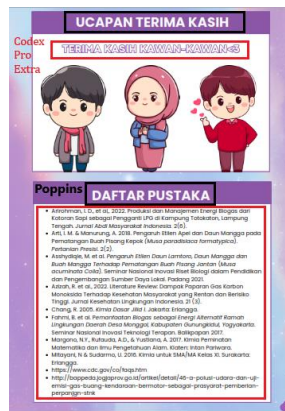 UCAPAN TERIMA KASIH
Codex
Pro
Extra
TERIMA KASIH KAWAN-KAWAN<3
Poppins
DAFTAR PUSTAKA
• Arrohman, I. D., et al., 2022. Produksi dan Manajemen Energi Biogas dari
Kotoran Sapi sebagai Pengganti LPG di Kampung Totokaton, Lampung
Tengah. Jurnal Abdi Masyarakat Indonesia. 2(6).
• Arti, I. M. & Manurung, A. 2018. Pengaruh Etilen Apel dan Daun Mangga pada
Pematangan Buah Pisang Kepok (Musa paradisiaca formatypica).
Pertanian Presisi. 2(2).
• Asshydiqie, M. et al. Pengaruh Etilen Daun Lamtoro, Daun Mangga dan
Buah Mangga Terhadap Pematangan Buah Pisang Jantan (Musa
acuminata Colla). Seminar Nasional Inovasi Riset Biologi dalam Pendidikan
dan Pengembangan Sumber Daya Lokal. Padang 2021.
• Azizah, R. et al., 2022. Literature Review: Dampak Paparan Gas Karbon
Monoksida Terhadap Kesehatan Masyarakat yang Rentan dan Berisiko
Tinggi. Jurnal Kesehatan Lingkungan Indonesia. 21 (3).
• Chang, R. 2005. Kimia Dasar Jilid I. Jakarta: Erlangga.
• Fahmi, B. et al. Pemanfaatan Biogas sebagai Energi Alternatif Ramah
Lingkungan Daerah Desa Monggol, Kabupaten Gunungkidul, Yogyakarta.
Seminar Nasional Inovasi Teknologi Terapan. Balikpapan 2017.
• Margono, N.Y., Rufauda, A.D., & Yustiana, A. 2017. Kimia Peminatan
Matematika dan Ilmu Pengetahuan Alam. Klaten: Intan Pariwara.
• Mitayani, N & Sudarmo, U. 2016. Kimia untuk SMA/MA Kelas XI. Surakarta:
Erlangga.
• https://www.cdc.gov/co/faqs.htm
• http://bappeda.jogjaprov.go.id/artikel/detail/46-a-polusi-udara-dan-uji-
emisi-gas-buang-kendaraan-bermotor-sebagai-prasyarat-pemberian-
perpanjgn-stnk